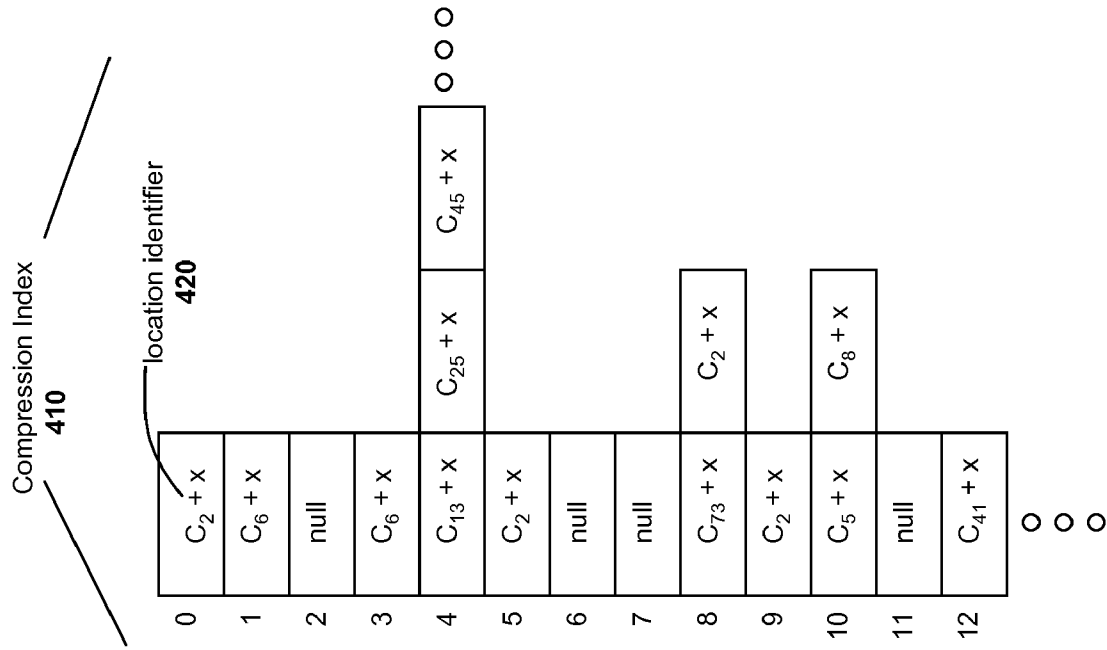 Compression Index
410
location identifier
420
0 C₂ + x
1 C₆ + x
2 null
3 C₆ + x
4 C₁₃ + x C₂₅ + x C₄₅ + x
5 C₂ + x
6 null
7 null
8 C₇₃ + x C₂ + x
9 C₂ + x
10 C₅ + x C₈ + x
11 null
12 C₄₁ + x